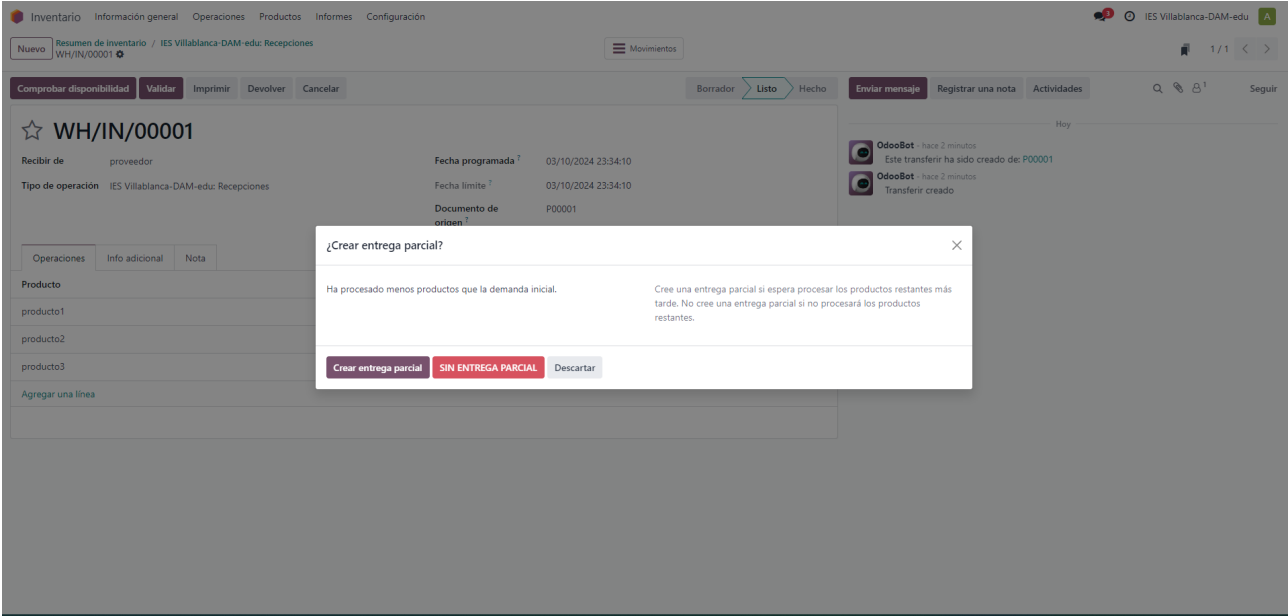 Inventario Información general Operaciones Productos Informes Configuración
3 IES Villablanca-DAM-edu A
Nuevo Resumen de inventario / IES Villablanca-DAM-edu: Recepciones
WH/IN/00001
Movimientos
1 / 1
Comprobar disponibilidad Validar Imprimir Devolver Cancelar
Borrador Listo Hecho
Enviar mensaje Registrar una nota Actividades 1 Seguir
WH/IN/00001
Recibir de proveedor
Tipo de operación IES Villablanca-DAM-edu: Recepciones
Fecha programada ? 03/10/2024 23:34:10
Fecha límite ? 03/10/2024 23:34:10
Documento de origen ? P00001
Hoy
OdooBot - hace 2 minutos
Este transferir ha sido creado de: P00001
OdooBot - hace 2 minutos
Transferir creado
Operaciones Info adicional Nota
Producto
producto1
producto2
producto3
Agregar una línea
¿Crear entrega parcial?
Ha procesado menos productos que la demanda inicial.
Cree una entrega parcial si espera procesar los productos restantes más
tarde. No cree una entrega parcial si no procesará los productos
restantes.
Crear entrega parcial SIN ENTREGA PARCIAL Descartar